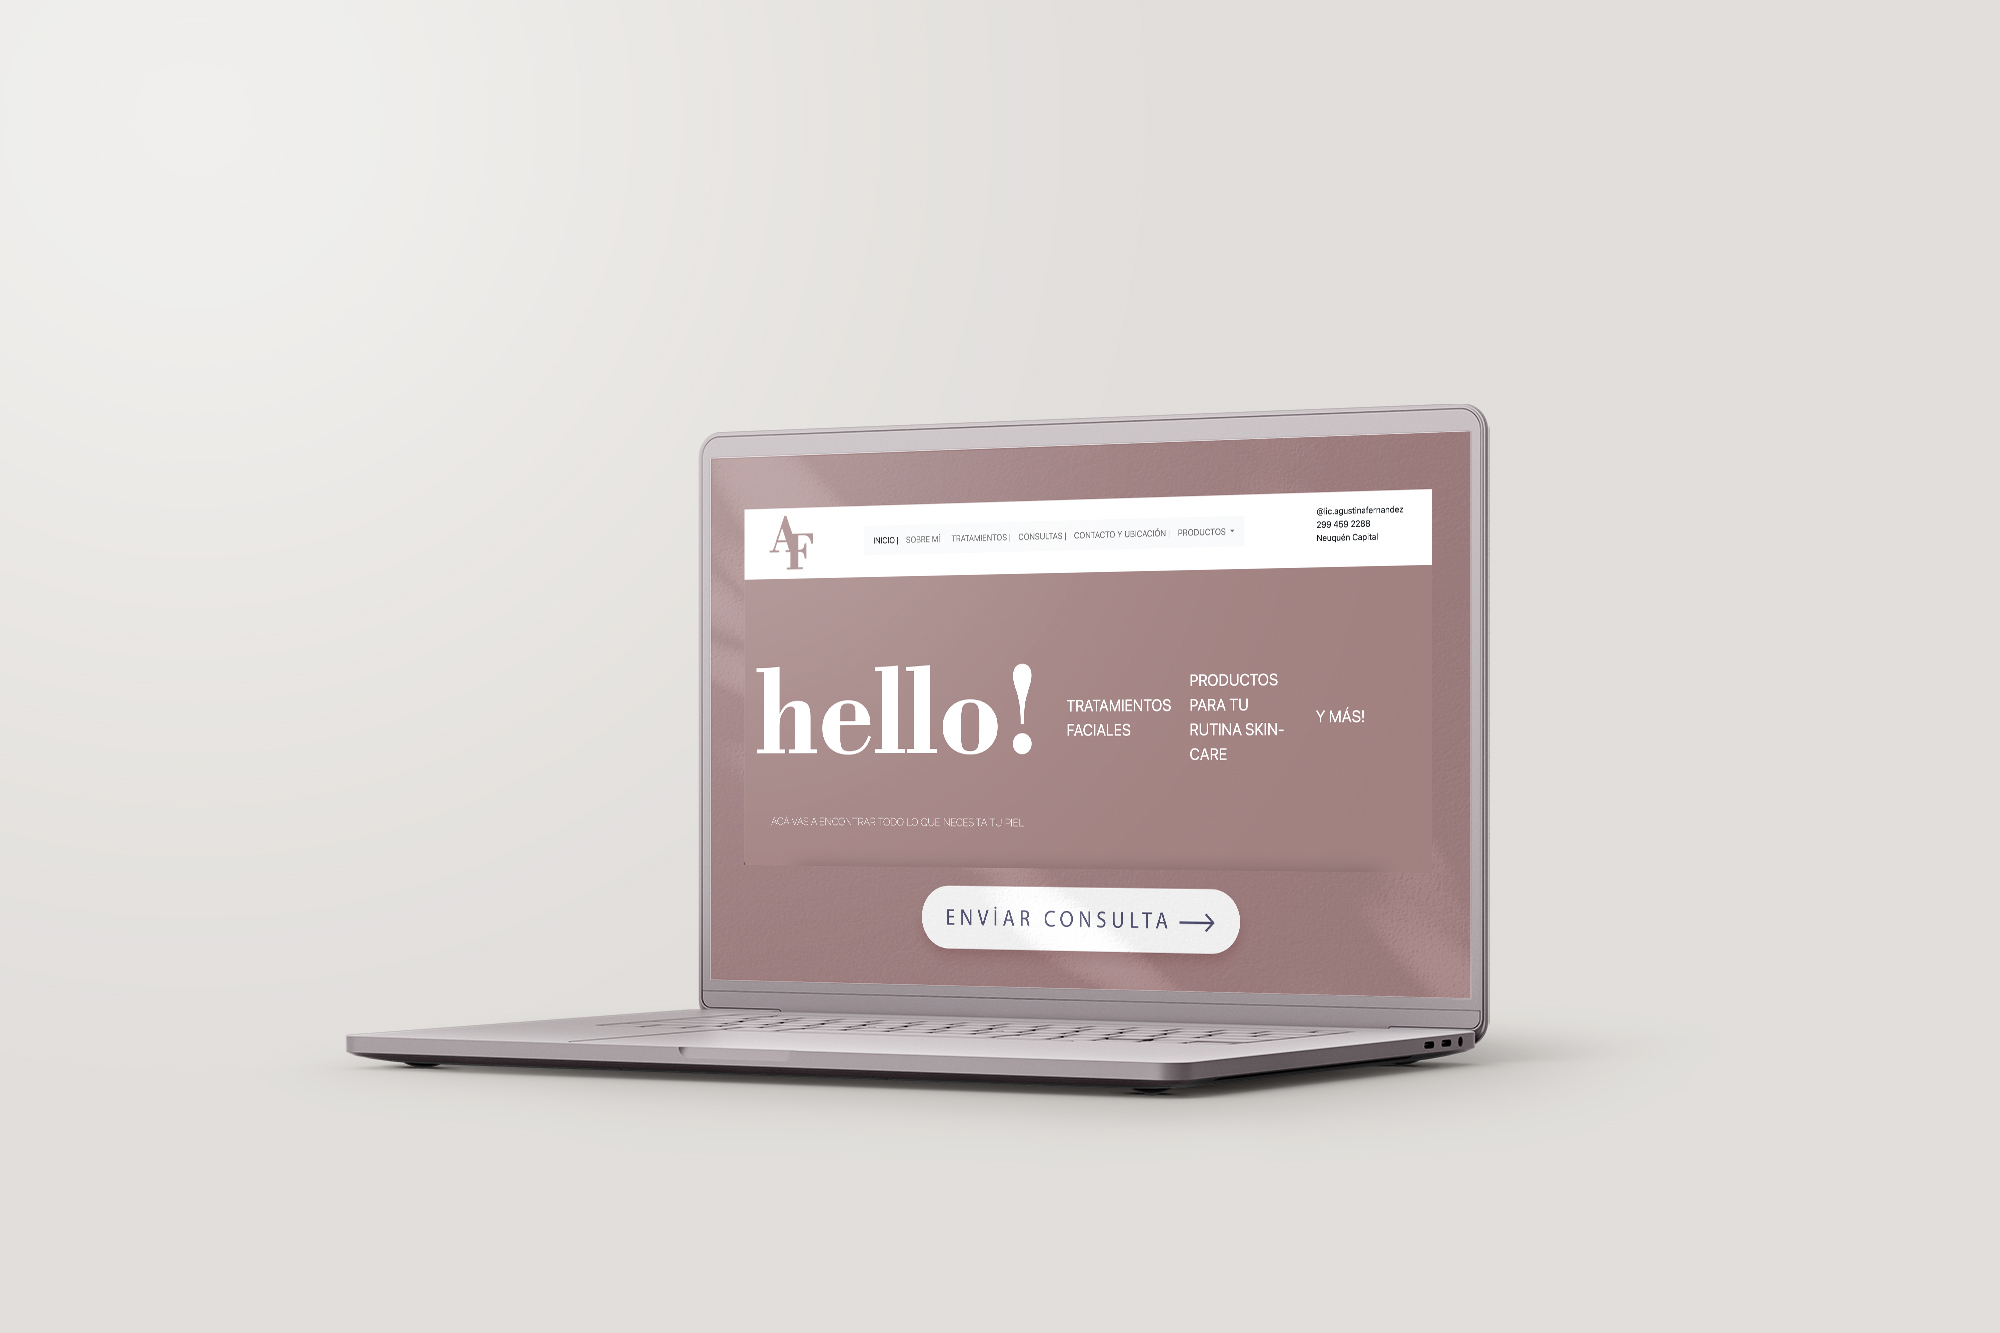 AF
INICIO | SOBRE MÍ TRATAMIENTOS | CONSULTAS | CONTACTO Y UBICACIÓN | PRODUCTOS
@lic.agustinafernandez
299 459 2288
Neuquén Capital
hello!
TRATAMIENTOS
FACIALES
PRODUCTOS
PARA TU
RUTINA SKIN-
CARE
Y MÁS!
ACÁ VAS A ENCONTRAR TODO LO QUE NECESITA TU PIEL
ENVÍAR CONSULTA →